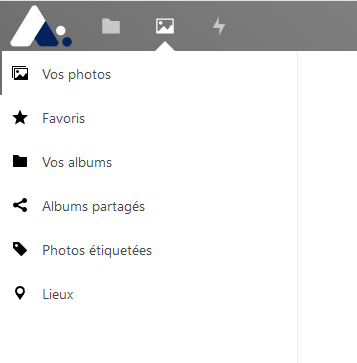 Vos photos
Favoris
Vos albums
Albums partagés
Photos étiquetées
Lieux